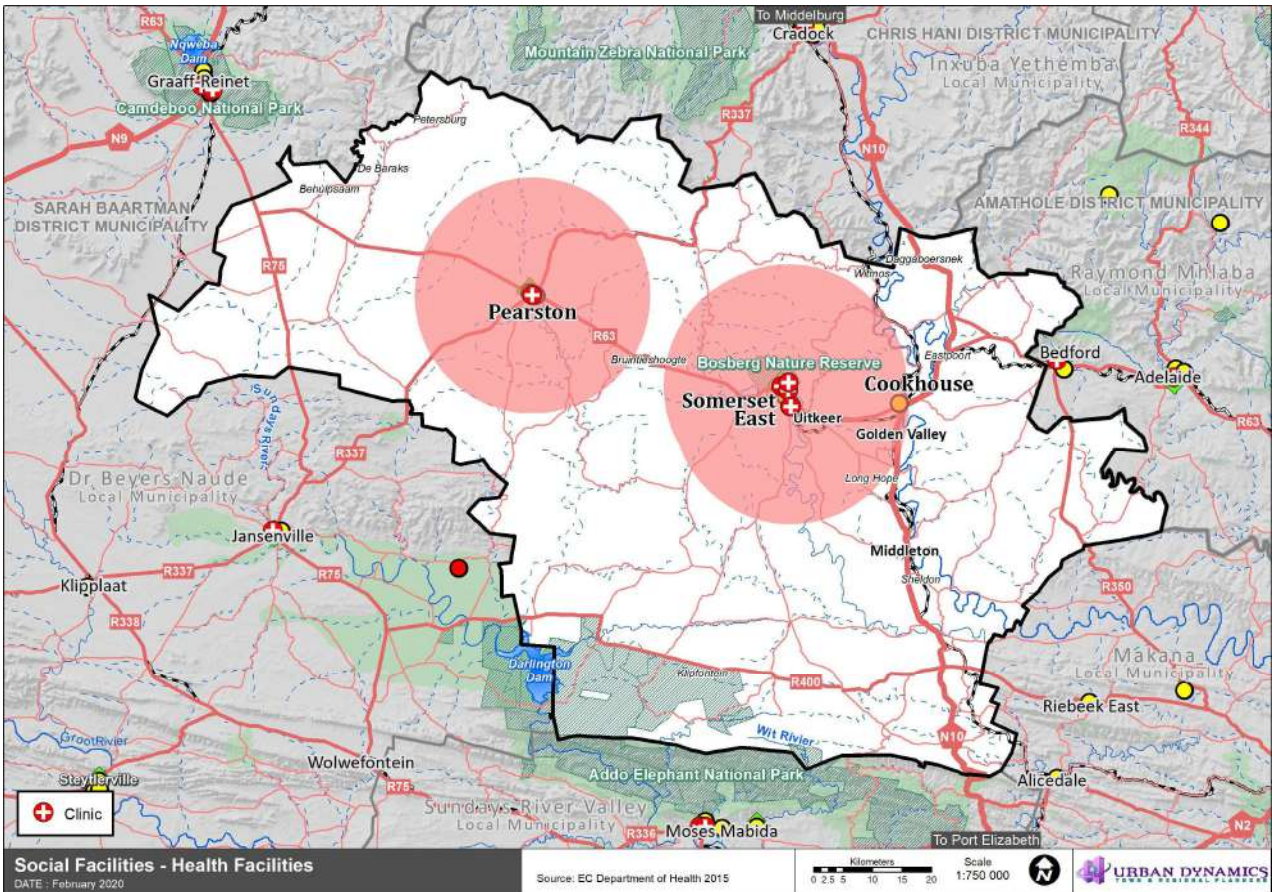 To Middelburg
R63
Cradock
CHRIS HANI DISTRICT MUNICIPALITY
Nqweba
Dam
Mountain Zebra National Park
Inxuba Yethemba
Local Municipality
Graaff-Reinet
Camdeboo National Park
R337
N10
R344
N9
Petersburg
De Baraks
Behulpsaam
SARAH BAARTMAN
DISTRICT MUNICIPALITY
AMATHOLE DISTRICT MUNICIPALITY
R75
Daggaboersnek
Witmos
Raymond Mhlaba
Local Municipality
Pearston
R63
Bruintieshoogte
Bosberg Nature Reserve
Eastpoort
Bedford
Adelaide
Cookhouse
Somerset
East
Uitkeer
Golden Valley
R63
Sundays
River
R337
Long Hope
Dr Beyers Naude
Local Municipality
Jansenville
Middleton
Sheldon
Klipplaat
R337
R75
R350
R338
Darlington
Dam
Klipfontein
R400
Makana
Local Municipality
Riebeek East
Wit Rivier
N10
GrootRivier
Wolwefontein
Steytlerville
R75
Addo Elephant National Park
Alicedale
Clinic
Sundays River Valley
Local Municipality
R336
Moses Mabida
N2
To Port Elizabeth
Social Facilities - Health Facilities
DATE : February 2020
Source: EC Department of Health 2015
Kilometers
0 2.5 5 10 15 20
Scale
1:750 000
N
URBAN DYNAMICS
TOWN & REGIONAL PLANNERS